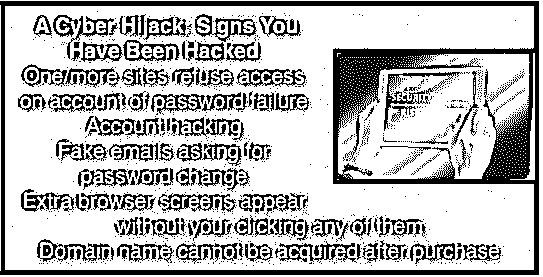 A Cyber Hijack: Signs You
Have Been Hacked
One/more sites refuse access
on account of password failure
Account hacking
Fake emails asking for
password change
Extra browser screens appear
without your clicking any of them
Domain name cannot be acquired after purchase
SECURITY